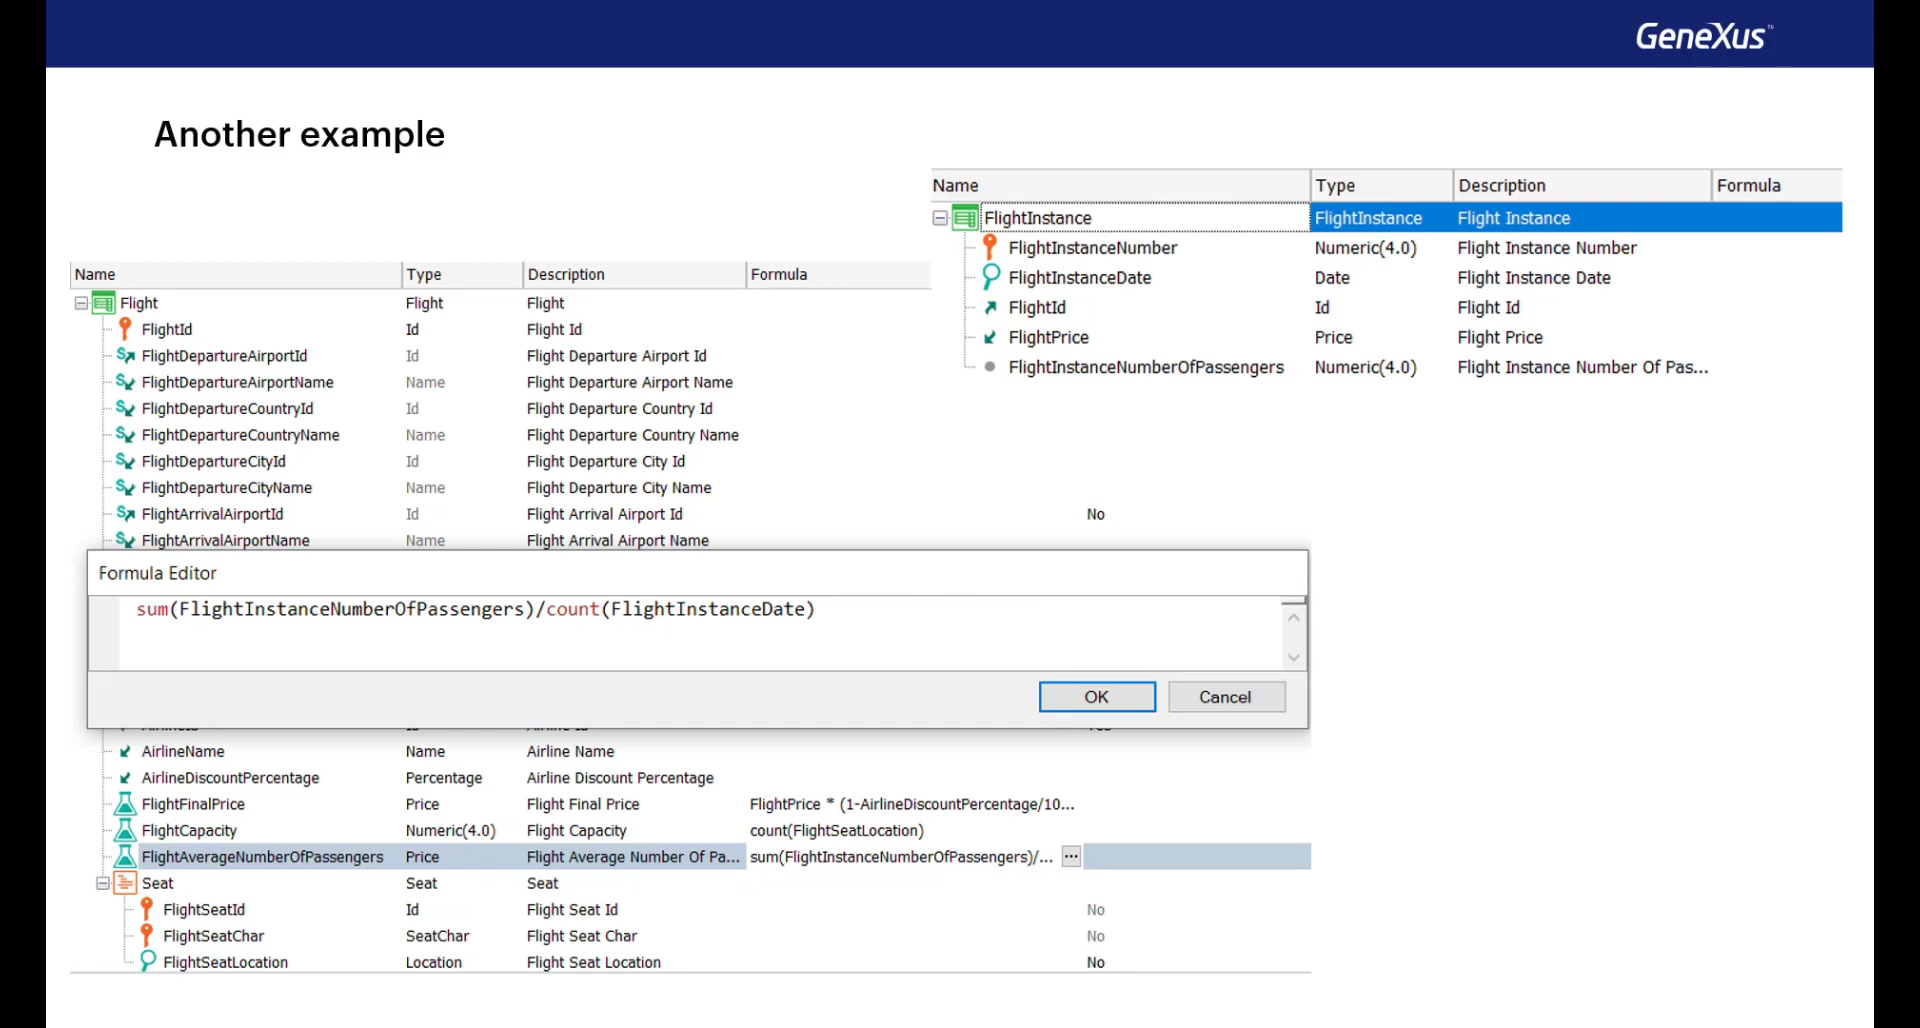 GeneXus™
Another example
Name Type Description Formula
FlightInstance FlightInstance Flight Instance
FlightInstanceNumber Numeric(4.0) Flight Instance Number
FlightInstanceDate Date Flight Instance Date
FlightId Id Flight Id
FlightPrice Price Flight Price
FlightInstanceNumberOfPassengers Numeric(4.0) Flight Instance Number Of Pas...
Name Type Description Formula
Flight Flight Flight
FlightId Id Flight Id
FlightDepartureAirportId Id Flight Departure Airport Id
FlightDepartureAirportName Name Flight Departure Airport Name
FlightDepartureCountryId Id Flight Departure Country Id
FlightDepartureCountryName Name Flight Departure Country Name
FlightDepartureCityId Id Flight Departure City Id
FlightDepartureCityName Name Flight Departure City Name
FlightArrivalAirportId Id Flight Arrival Airport Id No
FlightArrivalAirportName Name Flight Arrival Airport Name
Formula Editor
sum(FlightInstanceNumberOfPassengers)/count(FlightInstanceDate)
OK Cancel
AirlineName Name Airline Name
AirlineDiscountPercentage Percentage Airline Discount Percentage
FlightFinalPrice Price Flight Final Price FlightPrice * (1-AirlineDiscountPercentage/10...
FlightCapacity Numeric(4.0) Flight Capacity count(FlightSeatLocation)
FlightAverageNumberOfPassengers Price Flight Average Number Of Pa... sum(FlightInstanceNumberOfPassengers)/... ...
Seat Seat Seat
FlightSeatId Id Flight Seat Id No
FlightSeatChar SeatChar Flight Seat Char No
FlightSeatLocation Location Flight Seat Location No